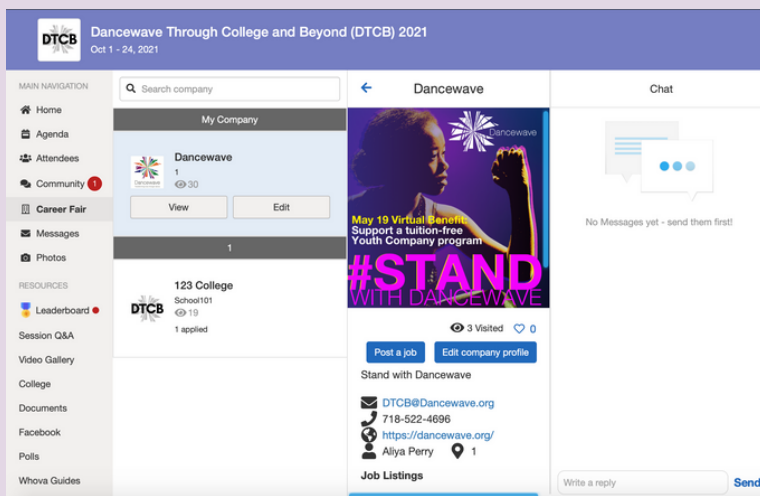 DTCB
Dancewave Through College and Beyond (DTCB) 2021
Oct 1 - 24, 2021
MAIN NAVIGATION
Home
Agenda
Attendees
Community 1
Career Fair
Messages
Photos
RESOURCES
Leaderboard
Session Q&A
Video Gallery
College
Documents
Facebook
Polls
Whova Guides
Search company
My Company
Dancewave
Dancewave
1
30
View
Edit
1
DTCB
123 College
School101
19
1 applied
Dancewave
Dancewave
May 19 Virtual Benefit:
Support a tuition-free
Youth Company program
#STAND
WITH DANCEWAVE
3 Visited
0
Post a job
Edit company profile
Stand with Dancewave
DTCB@Dancewave.org
718-522-4696
https://dancewave.org/
Aliya Perry 1
Job Listings
Chat
No Messages yet - send them first!
Write a reply
Send